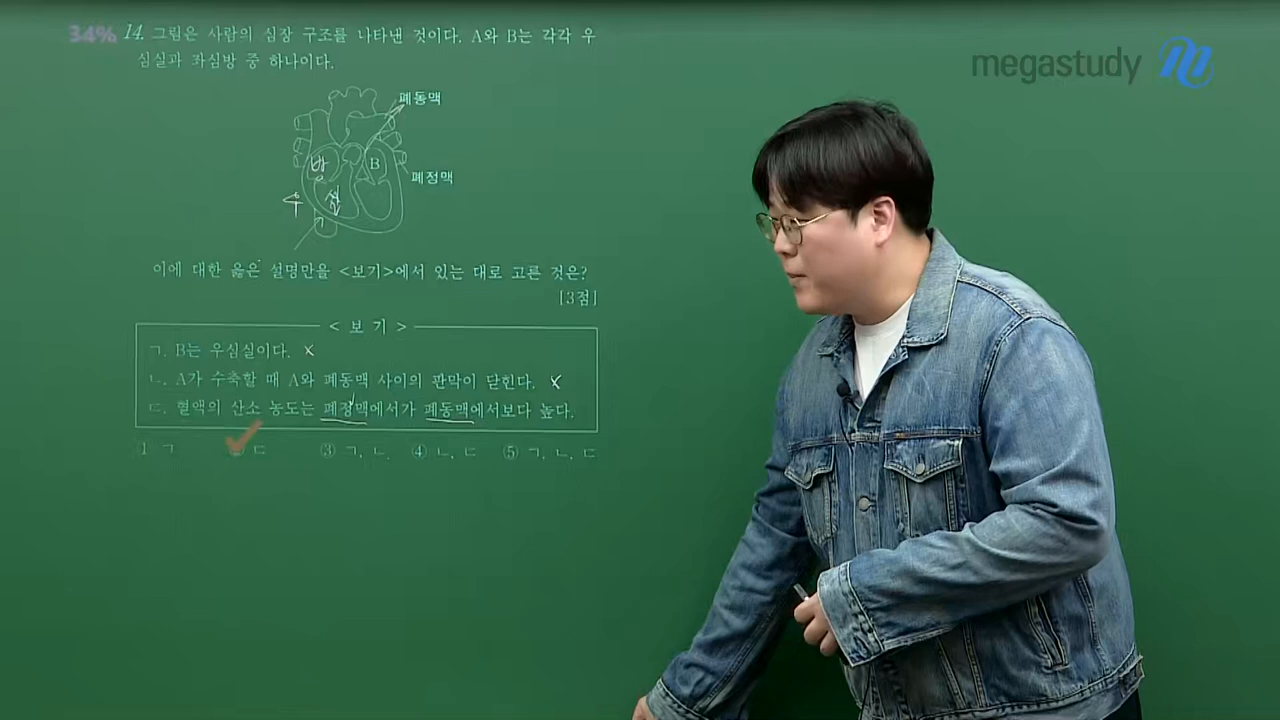 34% 14. 그림은 사람의 심장 구조를 나타낸 것이다. A와 B는 각각 우
심실과 좌심방 중 하나이다.
megastudy
폐동맥
방
B
폐정맥
우 실
이에 대한 옳은 설명만을 <보기>에서 있는 대로 고른 것은?
[3점]
< 보 기 >
ㄱ. B는 우심실이다. x
ㄴ. A가 수축할 때 A와 폐동맥 사이의 판막이 닫힌다. x
ㄷ. 혈액의 산소 농도는 폐정맥에서가 폐동맥에서보다 높다.
① ㄱ ㄷ ③ ㄱ, ㄴ ④ ㄴ, ㄷ ⑤ ㄱ, ㄴ, ㄷ